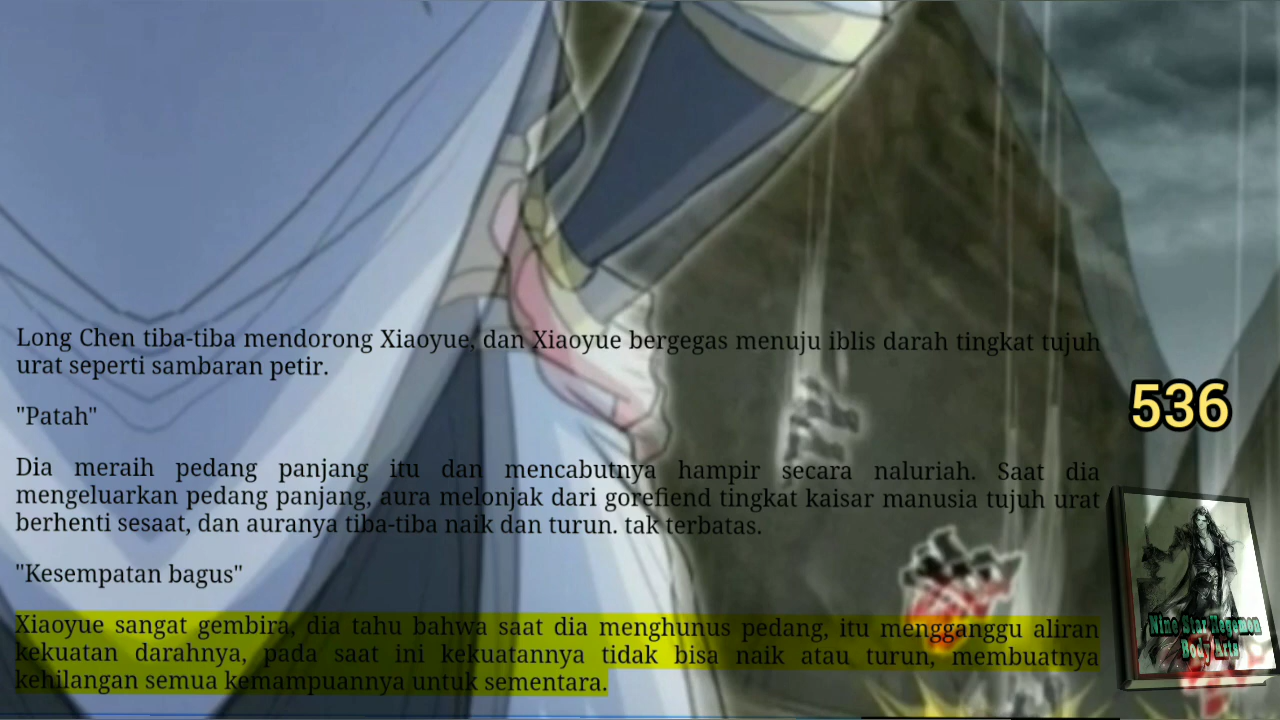 Long Chen tiba-tiba mendorong Xiaoyue, dan Xiaoyue bergegas menuju iblis darah tingkat tujuh
urat seperti sambaran petir.
"Patah"
Dia meraih pedang panjang itu dan mencabutnya hampir secara naluriah. Saat dia
mengeluarkan pedang panjang, aura melonjak dari gorefiend tingkat kaisar manusia tujuh urat
berhenti sesaat, dan auranya tiba-tiba naik dan turun. tak terbatas.
"Kesempatan bagus"
Xiaoyue sangat gembira, dia tahu bahwa saat dia menghunus pedang, itu mengganggu aliran
kekuatan darahnya, pada saat ini kekuatannya tidak bisa naik atau turun, membuatnya
kehilangan semua kemampuannya untuk sementara.
536
Nine Star Hegemon
Body Arts